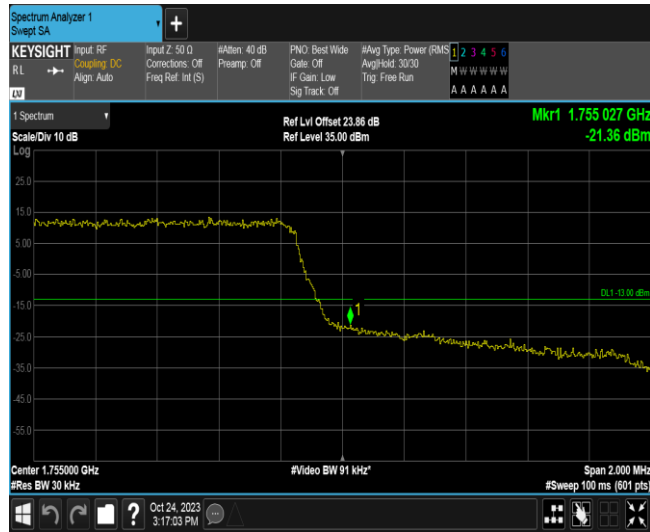 Spectrum Analyzer 1
Swept SA
KEYSIGHT
RL
LXI
Input: RF
Coupling: DC
Align: Auto
Input Z: 50 Ω
Corrections: Off
Freq Ref: Int (S)
#Atten: 40 dB
Preamp: Off
PNO: Best Wide
Gate: Off
IF Gain: Low
Sig Track: Off
#Avg Type: Power (RMS
Avg|Hold: 30/30
Trig: Free Run
1 2 3 4 5 6
M W W W W W
A A A A A A
1 Spectrum
Scale/Div 10 dB
Ref Lvl Offset 23.86 dB
Ref Level 35.00 dBm
Mkr1 1.755 027 GHz
-21.36 dBm
Log
25.0
15.0
5.00
-5.00
DL1 -13.00 dBm
-15.0
1
-25.0
-35.0
-45.0
-55.0
Center 1.755000 GHz
#Res BW 30 kHz
#Video BW 91 kHz*
Span 2.000 MHz
#Sweep 100 ms (601 pts)
?
Oct 24, 2023
3:17:03 PM